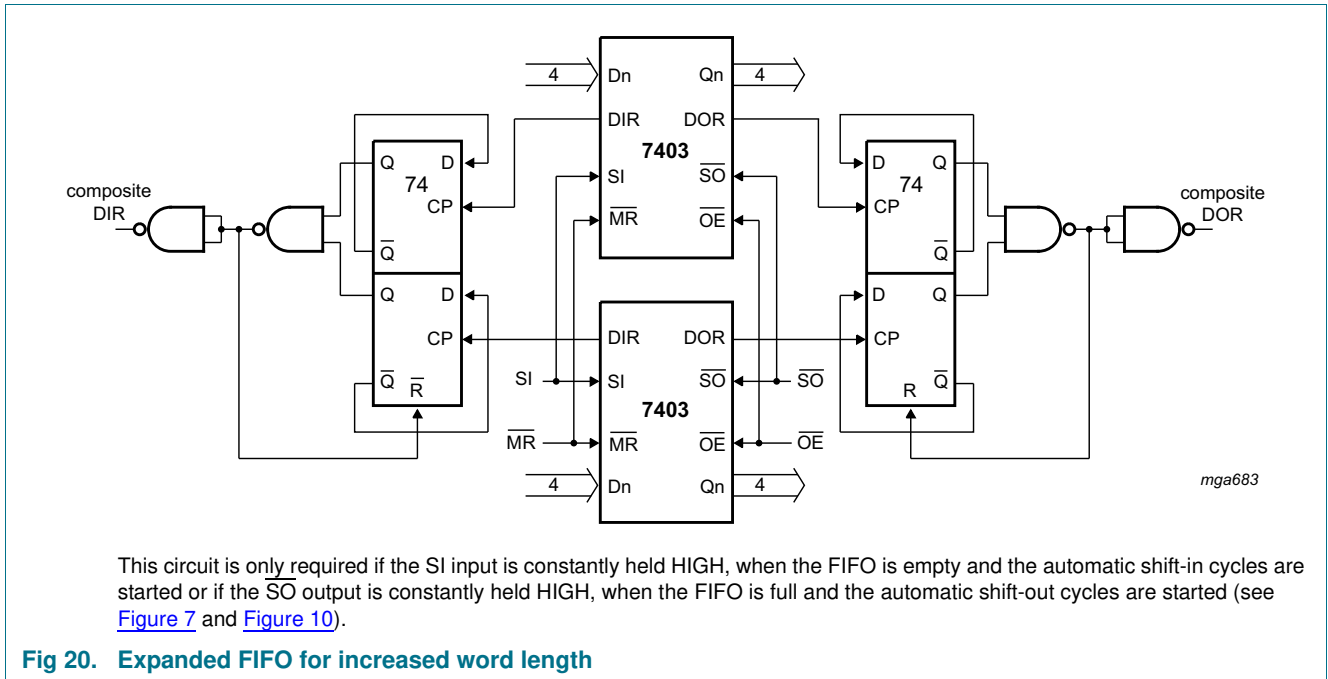 4
Dn
Qn
4
DIR
DOR
7403
SI
SO
MR
OE
Q
D
74
CP
Q
Q
D
CP
Q
R
composite
DIR
D
Q
74
CP
Q
D
Q
CP
R
Q
composite
DOR
DIR
DOR
SI
SI
SO
SO
7403
MR
MR
OE
OE
4
Dn
Qn
4
mga683
This circuit is only required if the SI input is constantly held HIGH, when the FIFO is empty and the automatic shift-in cycles are
started or if the SO output is constantly held HIGH, when the FIFO is full and the automatic shift-out cycles are started (see
Figure 7 and Figure 10).
Fig 20. Expanded FIFO for increased word length